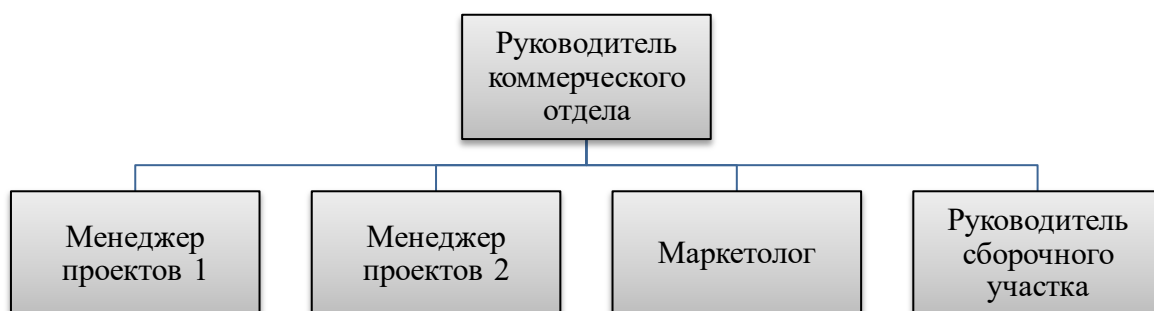 Руководитель
коммерческого
отдела
Менеджер
проектов 1
Менеджер
проектов 2
Маркетолог
Руководитель
сборочного
участка